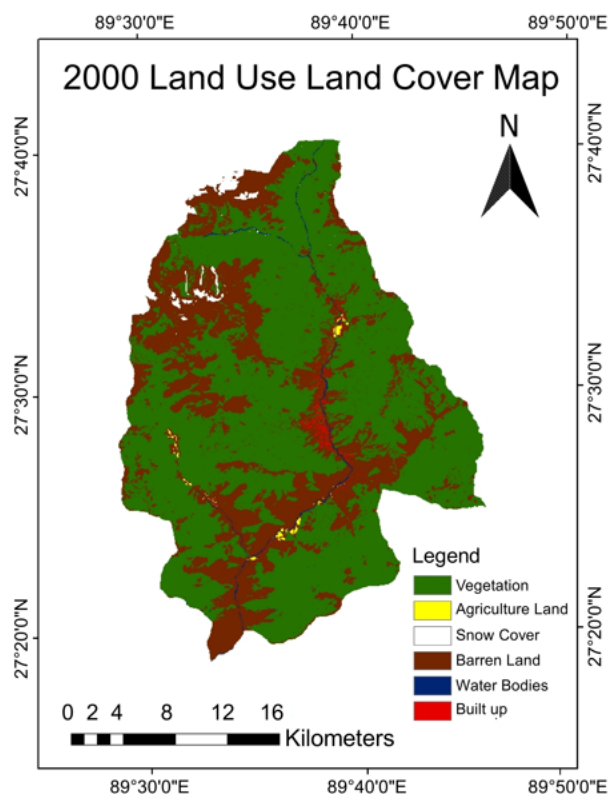 89°30'0"E 89°40'0"E 89°50'0"E
2000 Land Use Land Cover Map
N
27°40'0"N 27°40'0"N
27°30'0"N 27°30'0"N
27°20'0"N 27°20'0"N
Legend
Vegetation
Agriculture Land
Snow Cover
Barren Land
Water Bodies
Built up
0 2 4 8 12 16
Kilometers
89°30'0"E 89°40'0"E 89°50'0"E